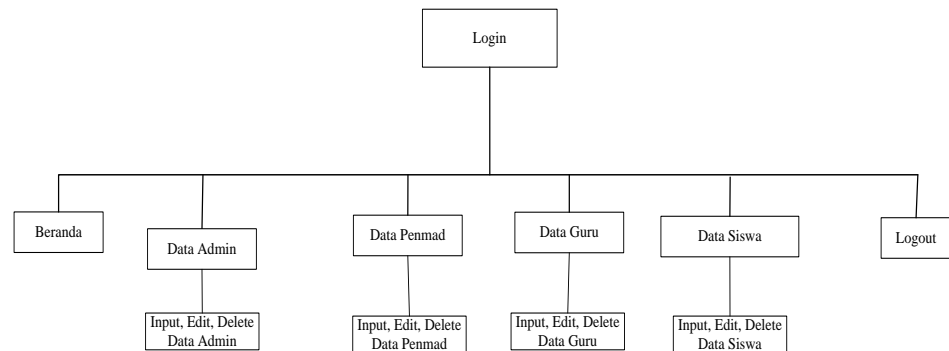 Login
Beranda
Data Admin
Data Penmad
Data Guru
Data Siswa
Logout
Input, Edit, Delete
Data Admin
Input, Edit, Delete
Data Penmad
Input, Edit, Delete
Data Guru
Input, Edit, Delete
Data Siswa